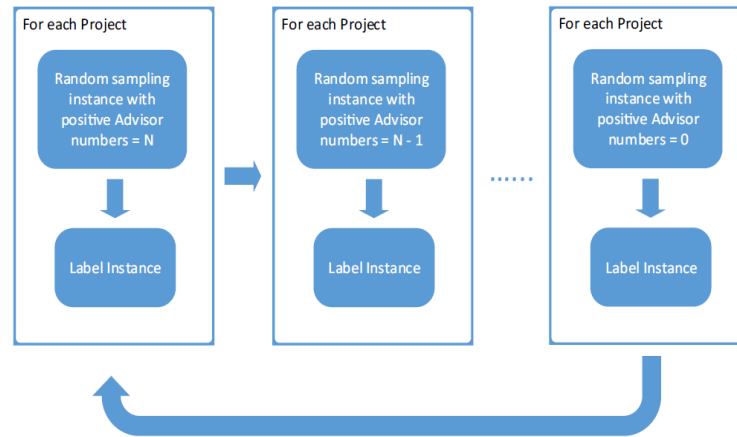 For each Project
Random sampling
instance with
positive Advisor
numbers = N
Label Instance
For each Project
Random sampling
instance with
positive Advisor
numbers = N - 1
Label Instance
......
For each Project
Random sampling
instance with
positive Advisor
numbers = 0
Label Instance